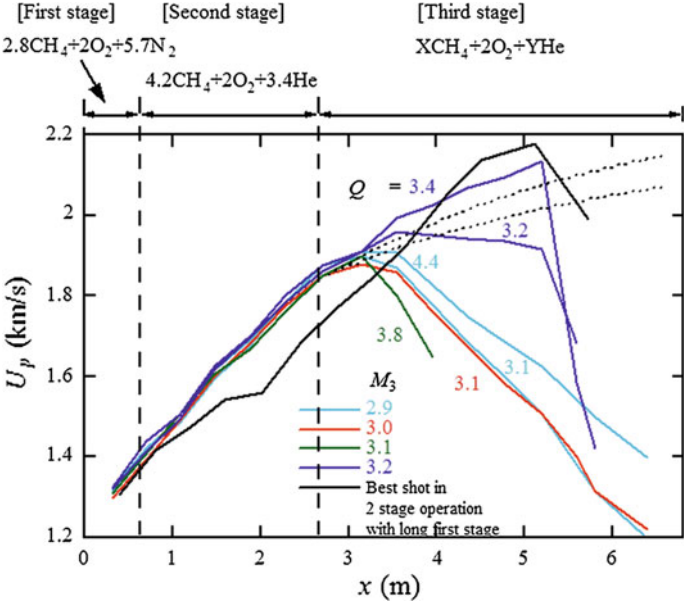 [First stage] [Second stage] [Third stage]
2.8CH₄+2O₂+5.7N₂ XCH₄+2O₂+YHe
4.2CH₄+2O₂+3.4He
2.2
Q = 3.4
2
3.2
4.4
1.8
3.8
3.1
1.6
3.1
M₃
2.9
3.0
1.4
3.1
3.2
Best shot in
2 stage operation
with long first stage
1.2
0 1 2 3 4 5 6
x (m)
Uₚ (km/s)